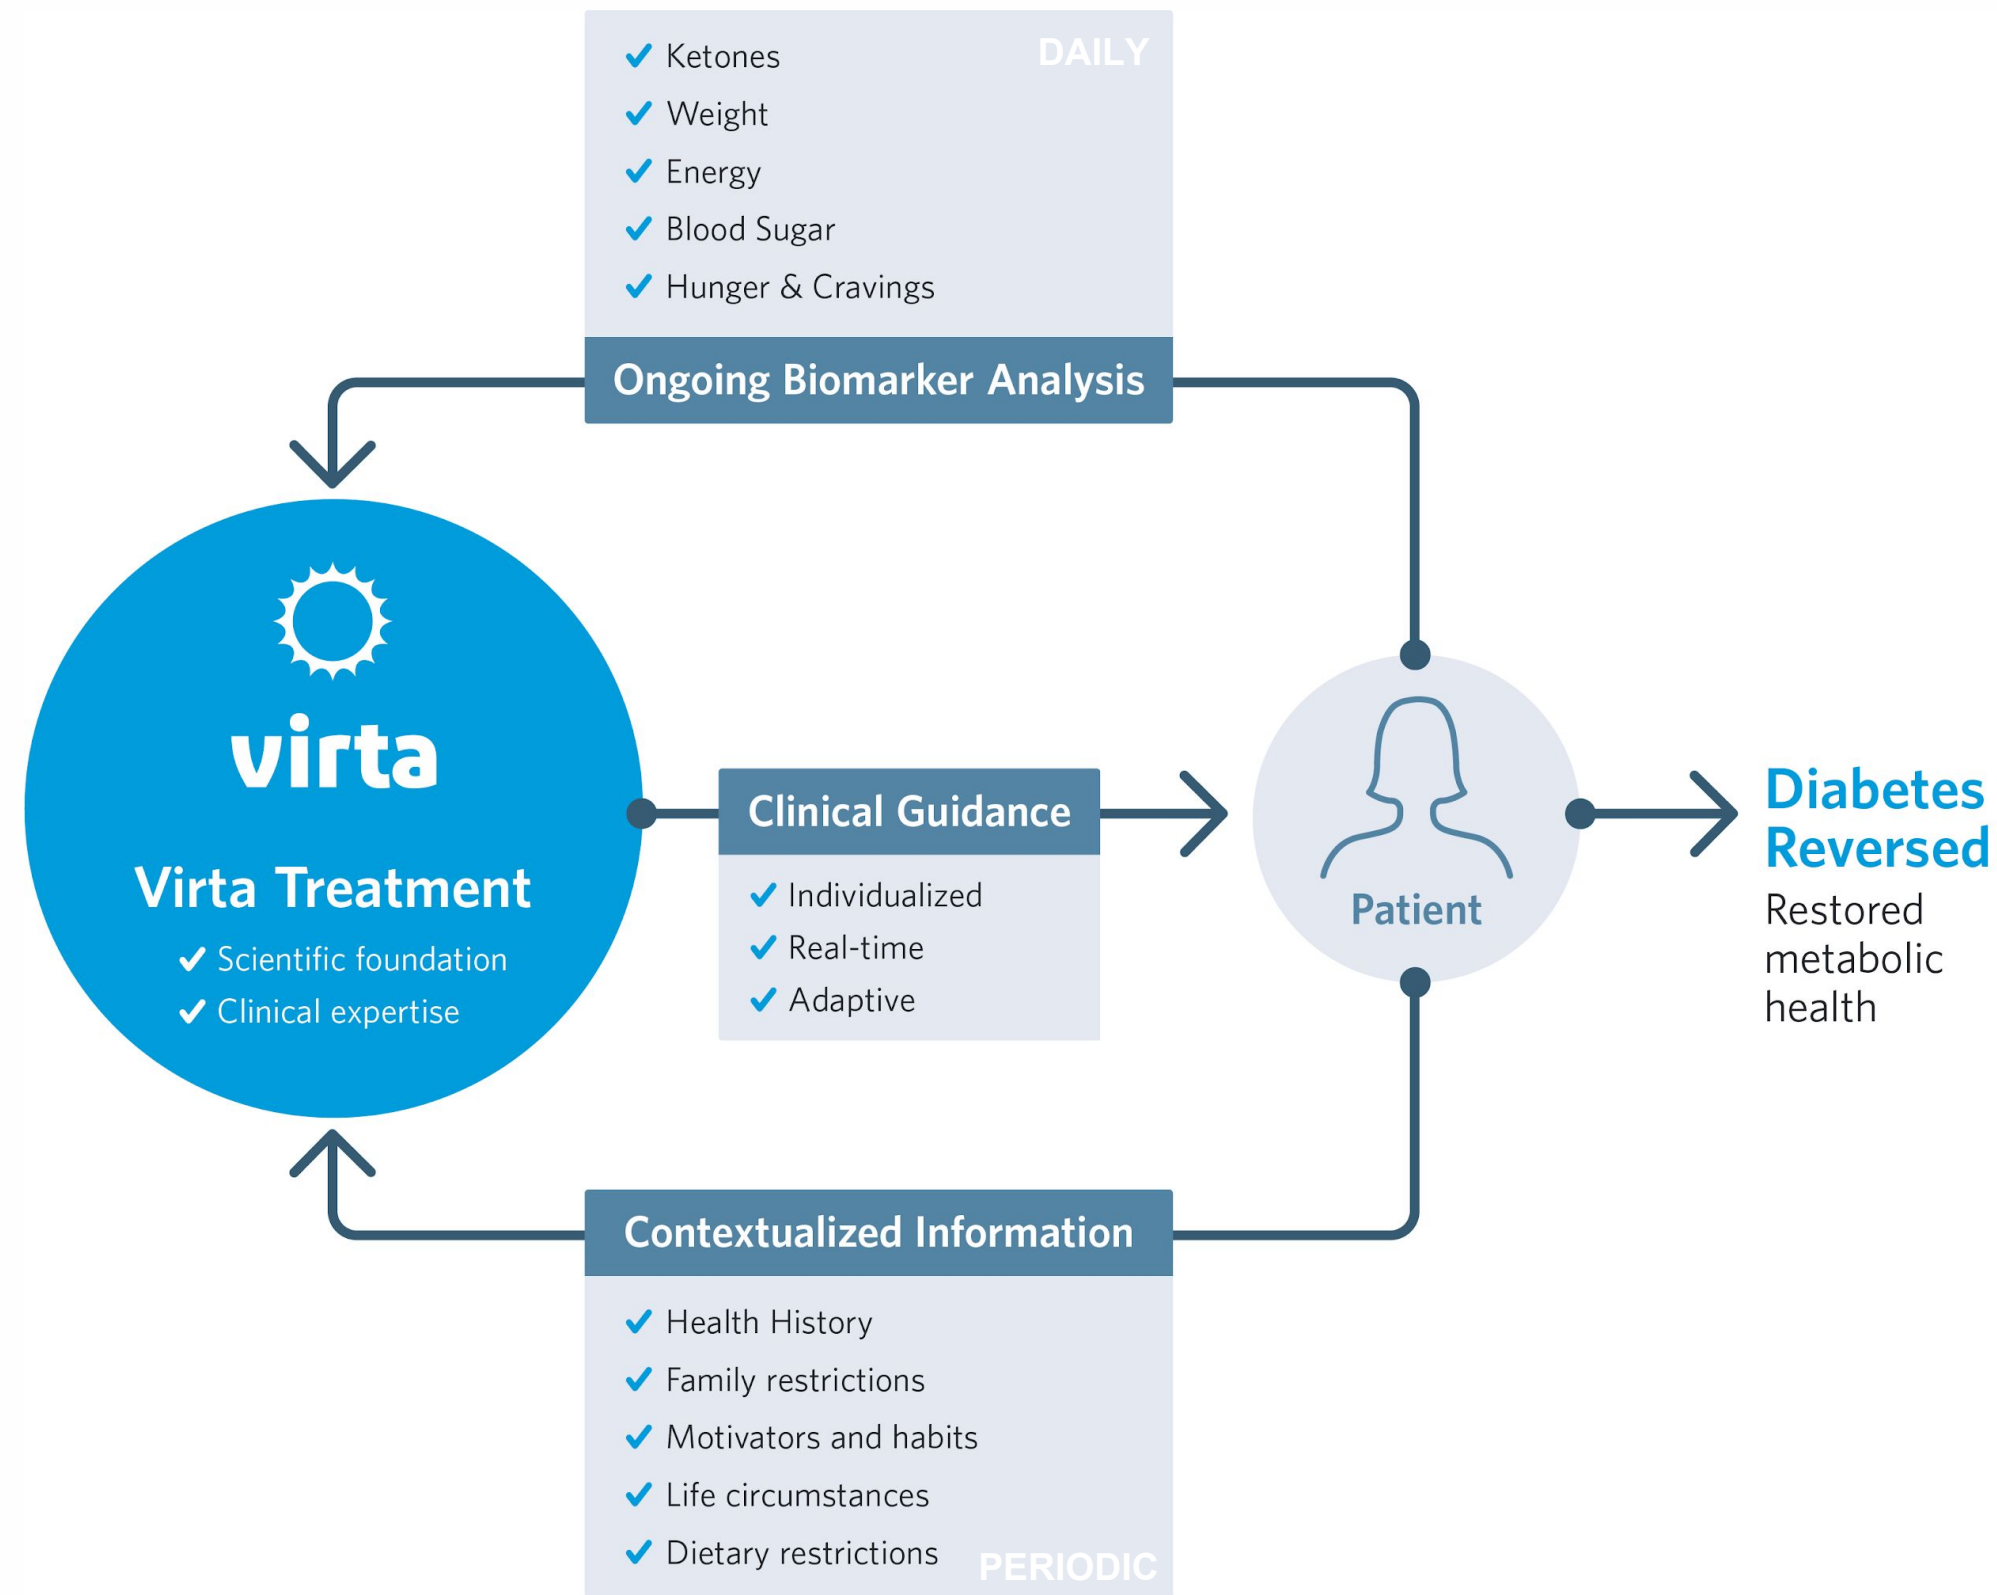 Ketones
DAILY
Weight
Energy
Blood Sugar
Hunger & Cravings
Ongoing Biomarker Analysis
virta
Virta Treatment
Scientific foundation
Clinical expertise
Clinical Guidance
Individualized
Real-time
Adaptive
Patient
Diabetes
Reversed
Restored
metabolic
health
Contextualized Information
Health History
Family restrictions
Motivators and habits
Life circumstances
Dietary restrictions
PERIODIC